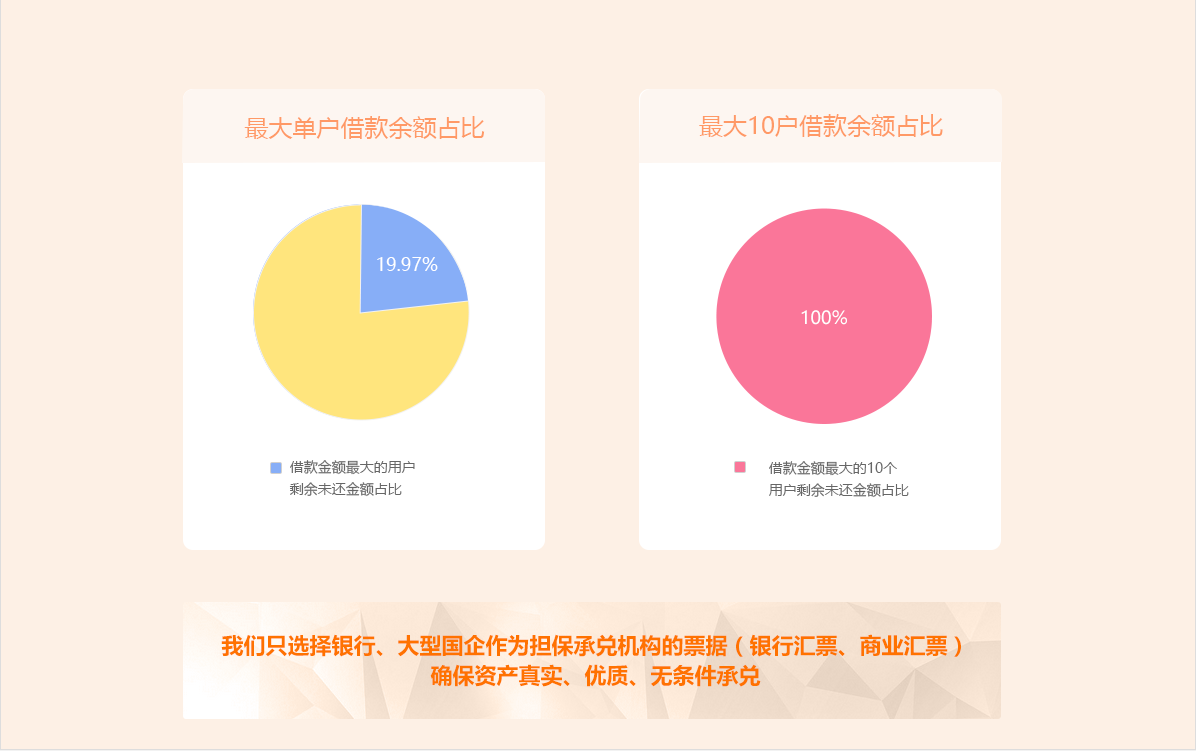 最大单户借款余额占比
最大10户借款余额占比
19.97%
100%
借款金额最大的用户
剩余未还金额占比
借款金额最大的10个
用户剩余未还金额占比
我们只选择银行、大型国企作为担保承兑机构的票据（银行汇票、商业汇票）
确保资产真实、优质、无条件承兑